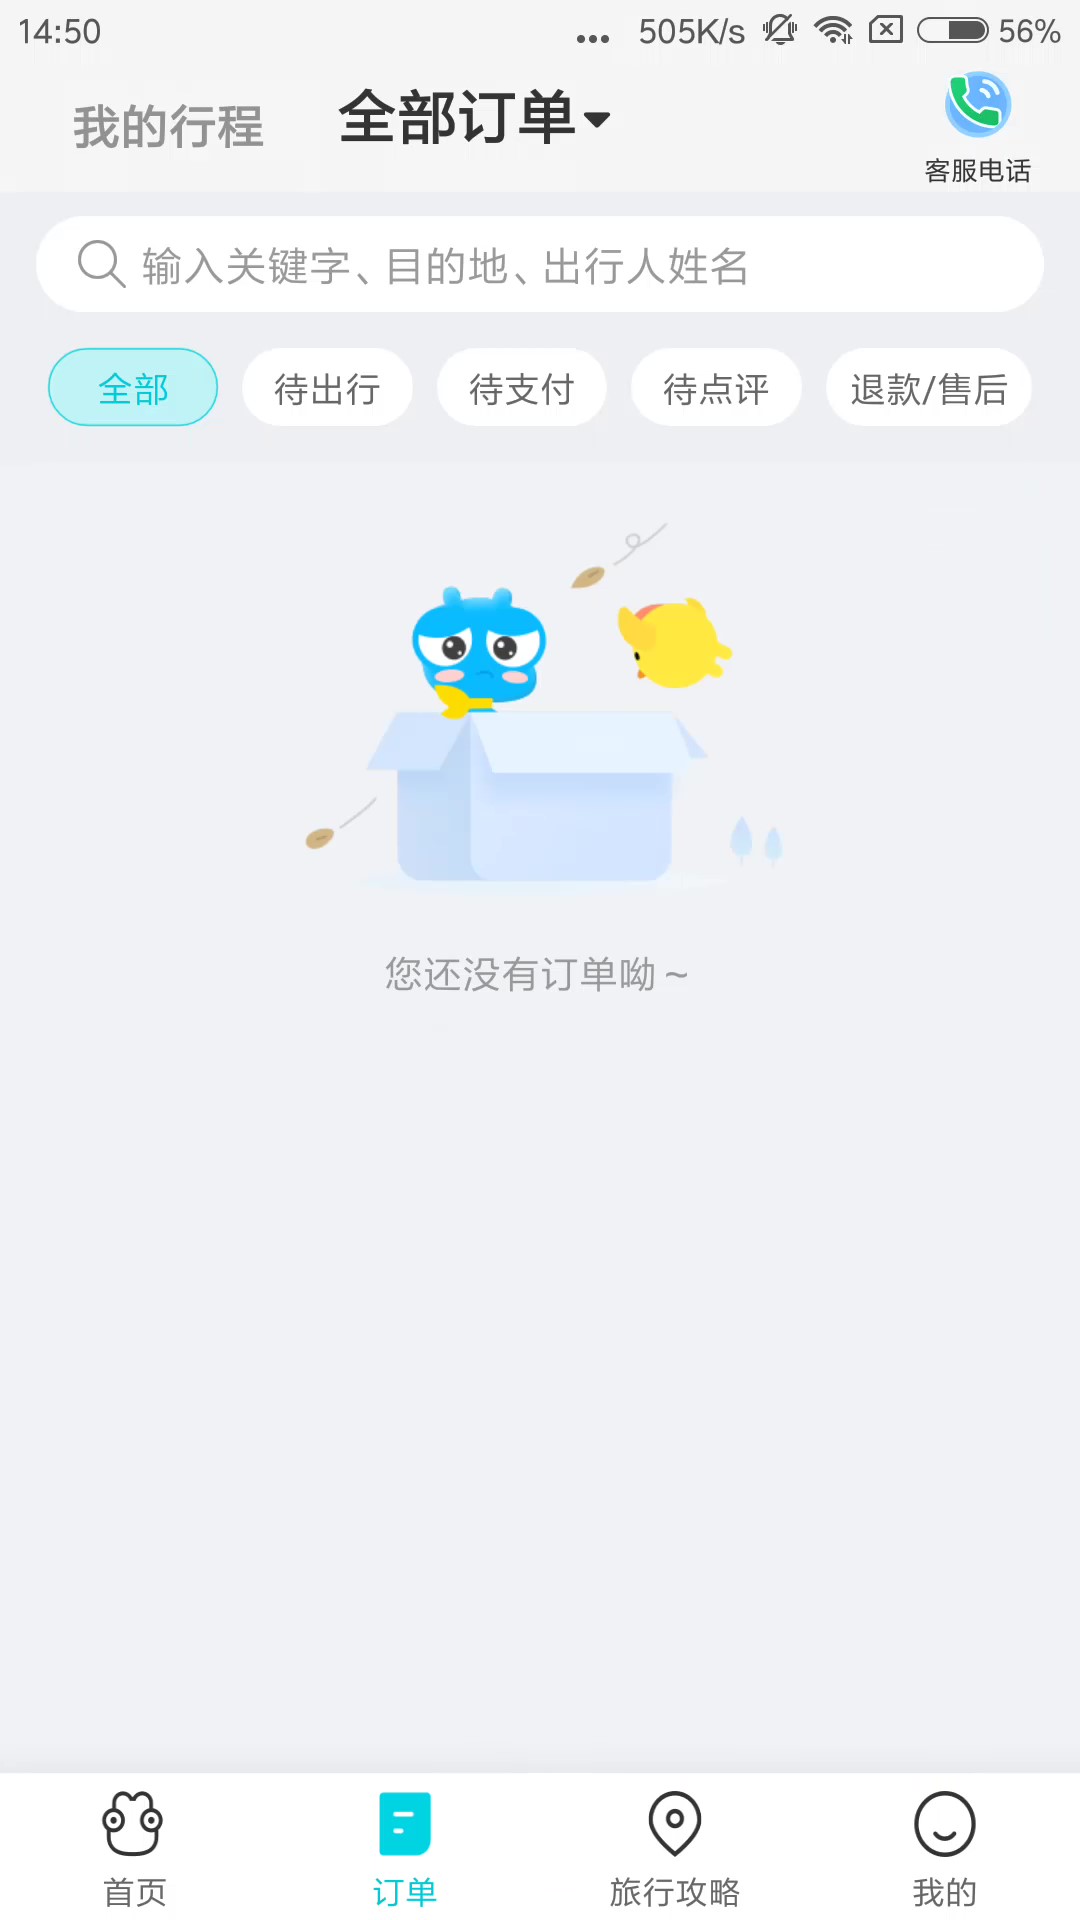 14:50 ... 505K/s 56%
我的行程 全部订单
客服电话
输入关键字、目的地、出行人姓名
全部 待出行 待支付 待点评 退款/售后
您还没有订单呦~
首页 订单 旅行攻略 我的